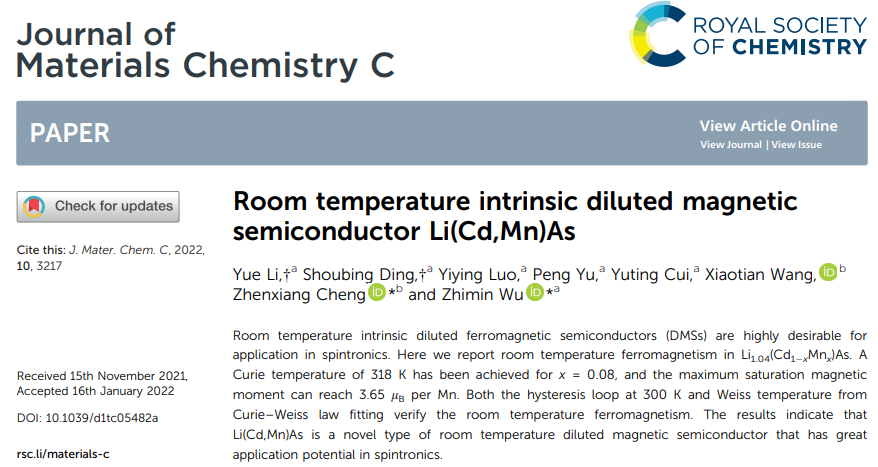 Journal of
Materials Chemistry C
ROYAL SOCIETY
OF CHEMISTRY
PAPER
View Article Online
View Journal | View Issue
Check for updates
Cite this: J. Mater. Chem. C, 2022,
10, 3217
Received 15th November 2021,
Accepted 16th January 2022
DOI: 10.1039/d1tc05482a
rsc.li/materials-c
Room temperature intrinsic diluted magnetic
semiconductor Li(Cd,Mn)As
Yue Li,†ᵃ Shoubing Ding,†ᵃ Yiying Luo,ᵃ Peng Yu,ᵃ Yuting Cui,ᵃ Xiaotian Wang, iD ᵇ
Zhenxiang Cheng iD *ᵇ and Zhimin Wu iD *ᵃ
Room temperature intrinsic diluted ferromagnetic semiconductors (DMSs) are highly desirable for
application in spintronics. Here we report room temperature ferromagnetism in Li₁.₀₄(Cd₁₋ₓMnₓ)As. A
Curie temperature of 318 K has been achieved for x = 0.08, and the maximum saturation magnetic
moment can reach 3.65 μB per Mn. Both the hysteresis loop at 300 K and Weiss temperature from
Curie–Weiss law fitting verify the room temperature ferromagnetism. The results indicate that
Li(Cd,Mn)As is a novel type of room temperature diluted magnetic semiconductor that has great
application potential in spintronics.